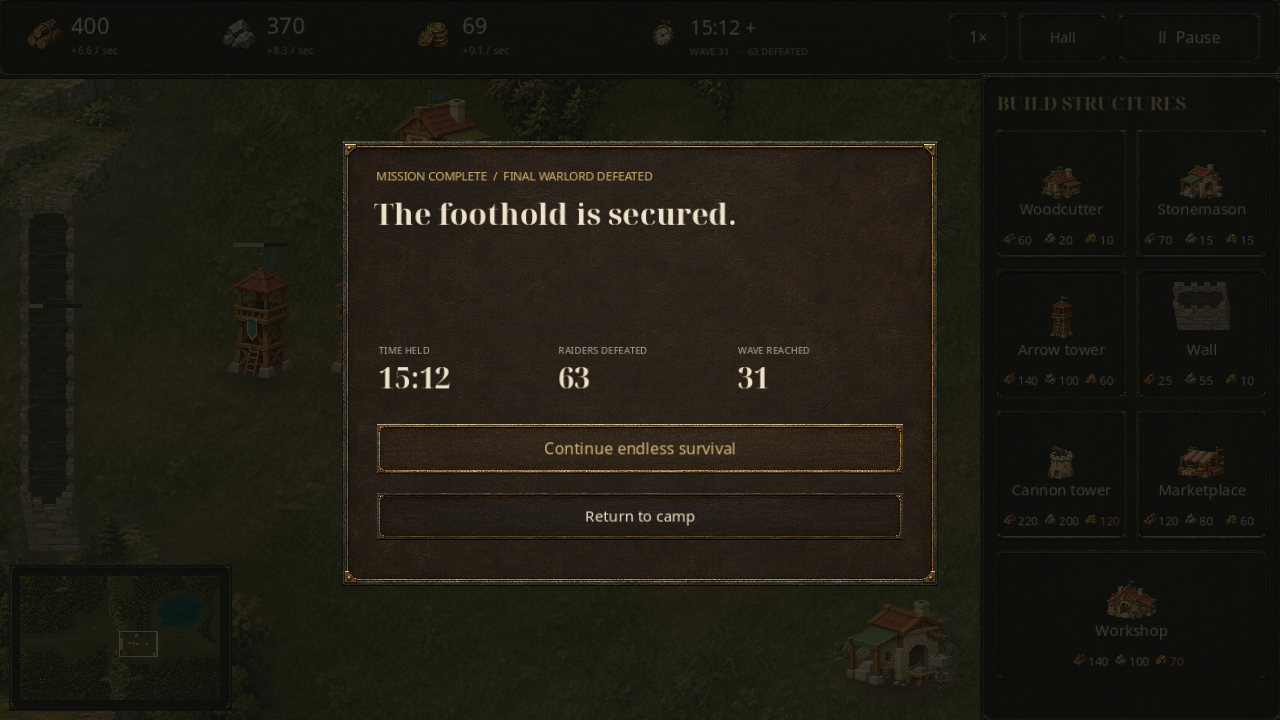 400
+6.6 / sec
370
+8.3 / sec
69
+0.1 / sec
15:12 +
WAVE 31 · 63 DEFEATED
1×
Hall
Pause
BUILD STRUCTURES
Woodcutter
60 20 10
Stonemason
70 15 15
Arrow tower
140 100 60
Wall
25 55 10
Cannon tower
220 200 120
Marketplace
120 80 60
Workshop
140 100 70
MISSION COMPLETE / FINAL WARLORD DEFEATED
The foothold is secured.
TIME HELD
15:12
RAIDERS DEFEATED
63
WAVE REACHED
31
Continue endless survival
Return to camp